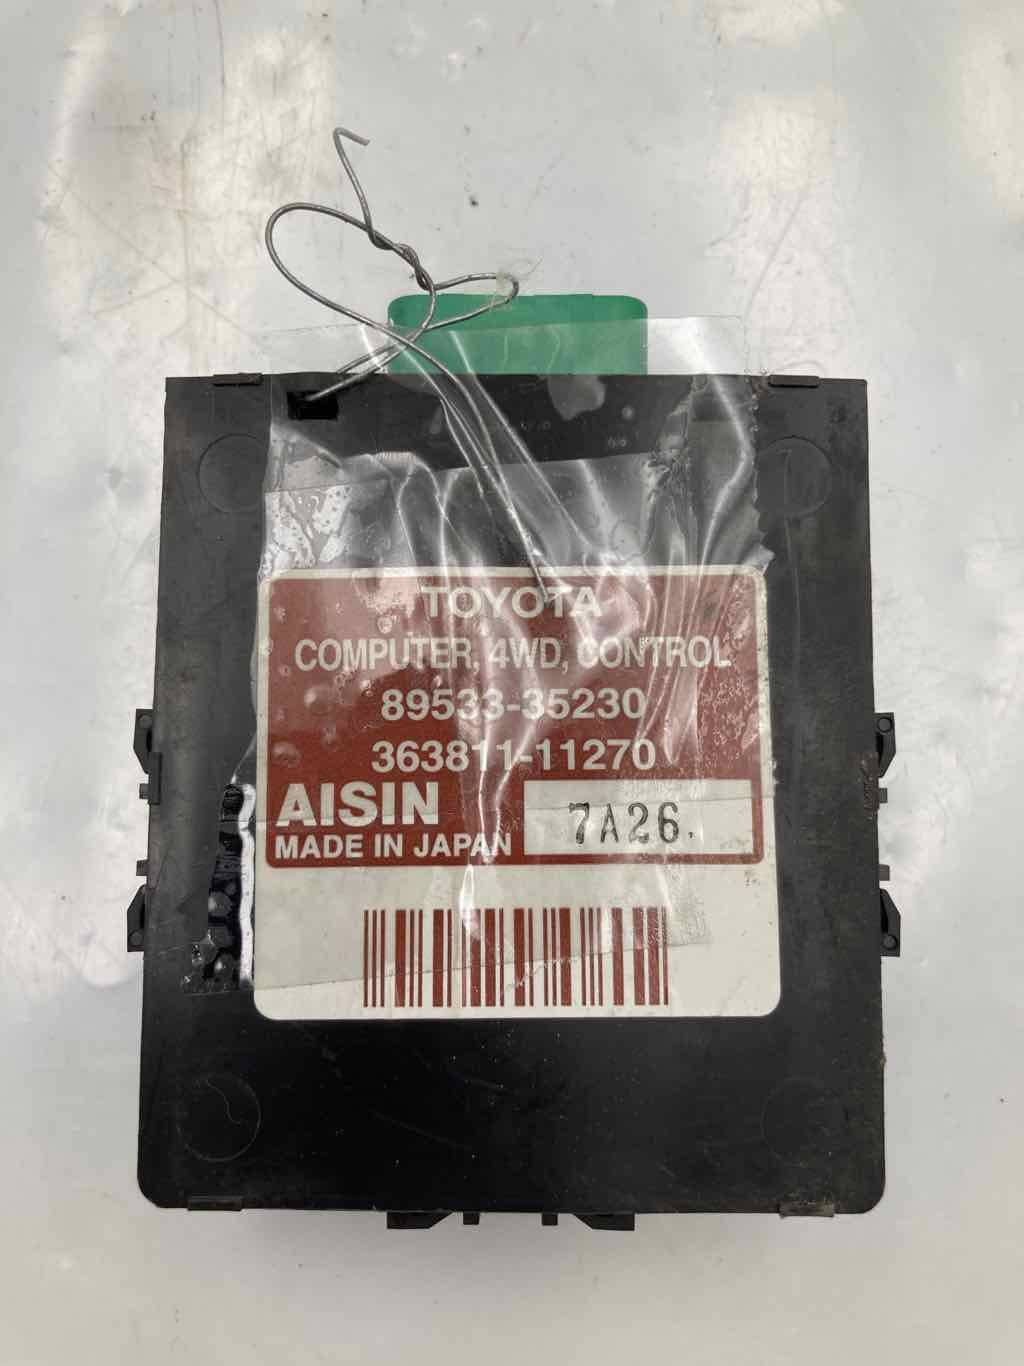 TOYOTA
COMPUTER, 4WD, CONTROL
89533-35230
363811-11270
AISIN
MADE IN JAPAN
7A26.